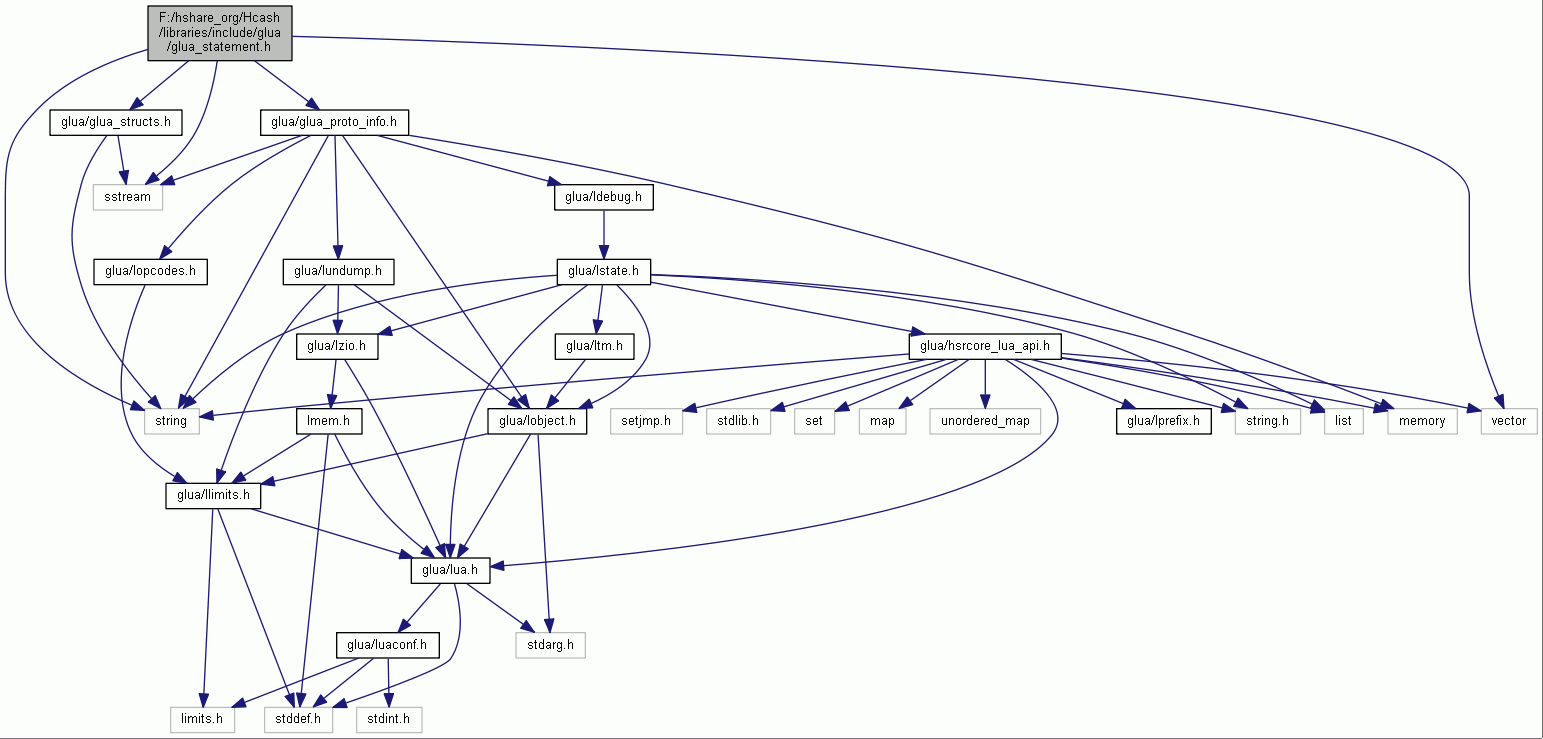 F:/hshare_org/Hcash
/libraries/include/glua
/glua_statement.h
glua/glua_structs.h
glua/glua_proto_info.h
sstream
glua/ldebug.h
glua/lopcodes.h
glua/lundump.h
glua/lstate.h
glua/lzio.h
glua/ltm.h
glua/hsrcore_lua_api.h
string
lmem.h
glua/lobject.h
setjmp.h
stdlib.h
set
map
unordered_map
glua/lprefix.h
string.h
list
memory
vector
glua/llimits.h
glua/lua.h
glua/luaconf.h
stdarg.h
limits.h
stddef.h
stdint.h